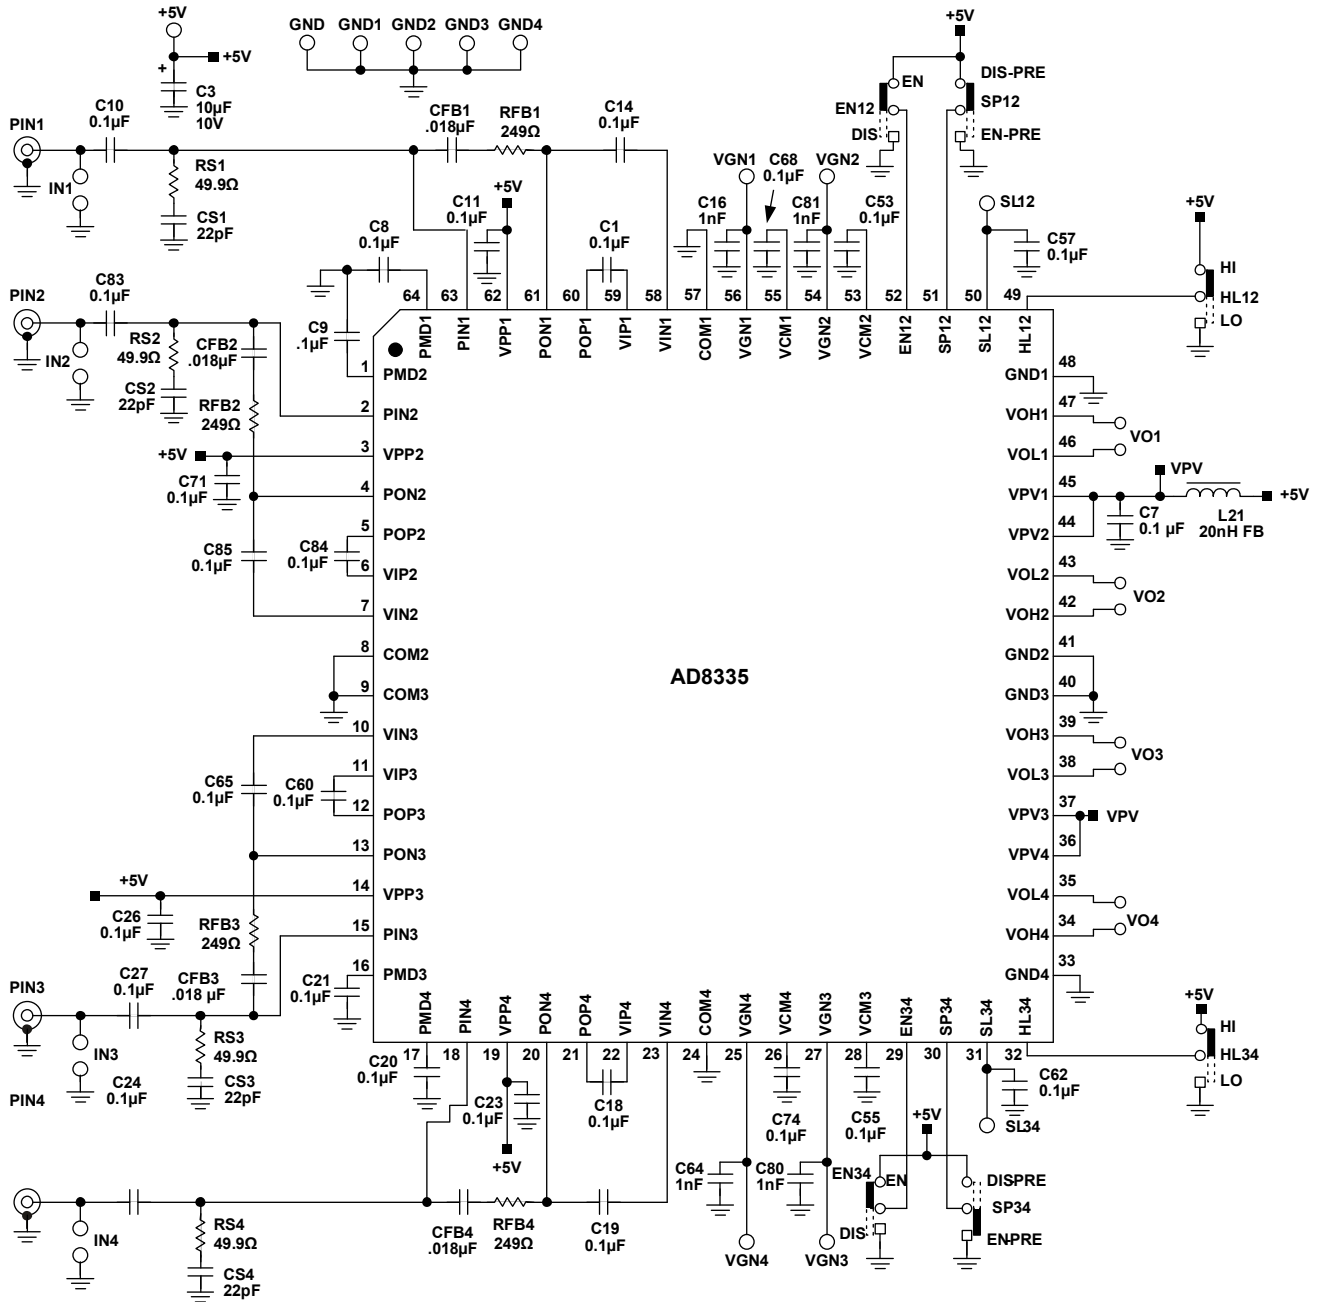 +5V
+5V
+
C3
10µF
10V
GND GND1 GND2 GND3 GND4
+5V
EN
DIS-PRE
EN12
SP12
DIS
EN-PRE
PIN1
C10
0.1µF
IN1
RS1
49.9Ω
CS1
22pF
CFB1
.018µF
RFB1
249Ω
C14
0.1µF
C11
0.1µF
+5V
C8
0.1µF
C1
0.1µF
VGN1
C68
0.1µF
VGN2
C16
1nF
C81
1nF
C53
0.1µF
SL12
C57
0.1µF
+5V
HI
HL12
LO
PIN2
C83
0.1µF
IN2
RS2
49.9Ω
CS2
22pF
CFB2
.018µF
RFB2
249Ω
C9
.1µF
+5V
C71
0.1µF
C85
0.1µF
C84
0.1µF
64 63 62 61 60 59 58 57 56 55 54 53 52 51 50 49
PMD1 PIN1 VPP1 PON1 POP1 VIP1 VIN1 COM1 VGN1 VCM1 VGN2 VCM2 EN12 SP12 SL12 HL12
1 PMD2
2 PIN2
3 VPP2
4 PON2
5 POP2
6 VIP2
7 VIN2
8 COM2
9 COM3
10 VIN3
11 VIP3
12 POP3
13 PON3
14 VPP3
15 PIN3
16 PMD3
AD8335
GND1 48
VOH1 47
VOL1 46
VPV1 45
VPV2 44
VOL2 43
VOH2 42
GND2 41
GND3 40
VOH3 39
VOL3 38
VPV3 37
VPV4 36
VOL4 35
VOH4 34
GND4 33
VO1
VPV
+5V
C7
0.1 µF
L21
20nH FB
VO2
VO3
VPV
VO4
C65
0.1µF
C60
0.1µF
+5V
C26
0.1µF
RFB3
249Ω
CFB3
.018 µF
C21
0.1µF
PIN3
C27
0.1µF
IN3
RS3
49.9Ω
CS3
22pF
C24
0.1µF
PIN4
PMD4 PIN4 VPP4 PON4 POP4 VIP4 VIN4 COM4 VGN4 VCM4 VGN3 VCM3 EN34 SP34 SL34 HL34
17 18 19 20 21 22 23 24 25 26 27 28 29 30 31 32
C20
0.1µF
C23
0.1µF
+5V
C18
0.1µF
C74
0.1µF
C55
0.1µF
C64
1nF
C80
1nF
VGN4
VGN3
+5V
EN34
EN
DIS
DISPRE
SP34
EN-PRE
C62
0.1µF
SL34
+5V
HI
HL34
LO
IN4
RS4
49.9Ω
CS4
22pF
CFB4
.018µF
RFB4
249Ω
C19
0.1µF